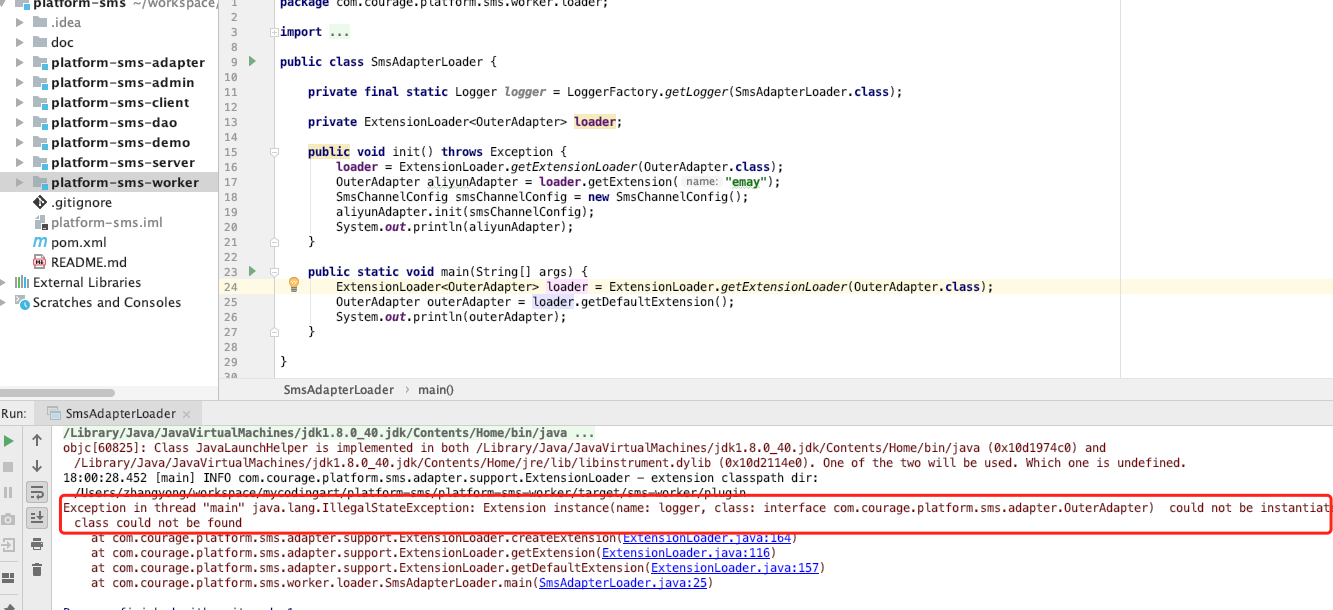 platform-sms ~/workspace/
.idea
doc
platform-sms-adapter
platform-sms-admin
platform-sms-client
platform-sms-dao
platform-sms-demo
platform-sms-server
platform-sms-worker
.gitignore
platform-sms.iml
pom.xml
README.md
External Libraries
Scratches and Consoles
1 package com.courage.platform.sms.worker.loader;
2
3 import ...
8
9 public class SmsAdapterLoader {
10
11 private final static Logger logger = LoggerFactory.getLogger(SmsAdapterLoader.class);
12
13 private ExtensionLoader<OuterAdapter> loader;
14
15 public void init() throws Exception {
16 loader = ExtensionLoader.getExtensionLoader(OuterAdapter.class);
17 OuterAdapter aliyunAdapter = loader.getExtension( name: "emay");
18 SmsChannelConfig smsChannelConfig = new SmsChannelConfig();
19 aliyunAdapter.init(smsChannelConfig);
20 System.out.println(aliyunAdapter);
21 }
22
23 public static void main(String[] args) {
24 ExtensionLoader<OuterAdapter> loader = ExtensionLoader.getExtensionLoader(OuterAdapter.class);
25 OuterAdapter outerAdapter = loader.getDefaultExtension();
26 System.out.println(outerAdapter);
27 }
28
29 }
30
SmsAdapterLoader › main()
Run: SmsAdapterLoader ×
/Library/Java/JavaVirtualMachines/jdk1.8.0_40.jdk/Contents/Home/bin/java ...
objc[60825]: Class JavaLaunchHelper is implemented in both /Library/Java/JavaVirtualMachines/jdk1.8.0_40.jdk/Contents/Home/bin/java (0x10d1974c0) and
/Library/Java/JavaVirtualMachines/jdk1.8.0_40.jdk/Contents/Home/jre/lib/libinstrument.dylib (0x10d2114e0). One of the two will be used. Which one is undefined.
18:00:28.452 [main] INFO com.courage.platform.sms.adapter.support.ExtensionLoader - extension classpath dir:
/Users/zhangyong/workspace/mycodingart/platform-sms/platform-sms-worker/target/sms-worker/plugin
Exception in thread "main" java.lang.IllegalStateException: Extension instance(name: logger, class: interface com.courage.platform.sms.adapter.OuterAdapter)  could not be instantiat
class could not be found
at com.courage.platform.sms.adapter.support.ExtensionLoader.createExtension(ExtensionLoader.java:164)
at com.courage.platform.sms.adapter.support.ExtensionLoader.getExtension(ExtensionLoader.java:116)
at com.courage.platform.sms.adapter.support.ExtensionLoader.getDefaultExtension(ExtensionLoader.java:157)
at com.courage.platform.sms.worker.loader.SmsAdapterLoader.main(SmsAdapterLoader.java:25)